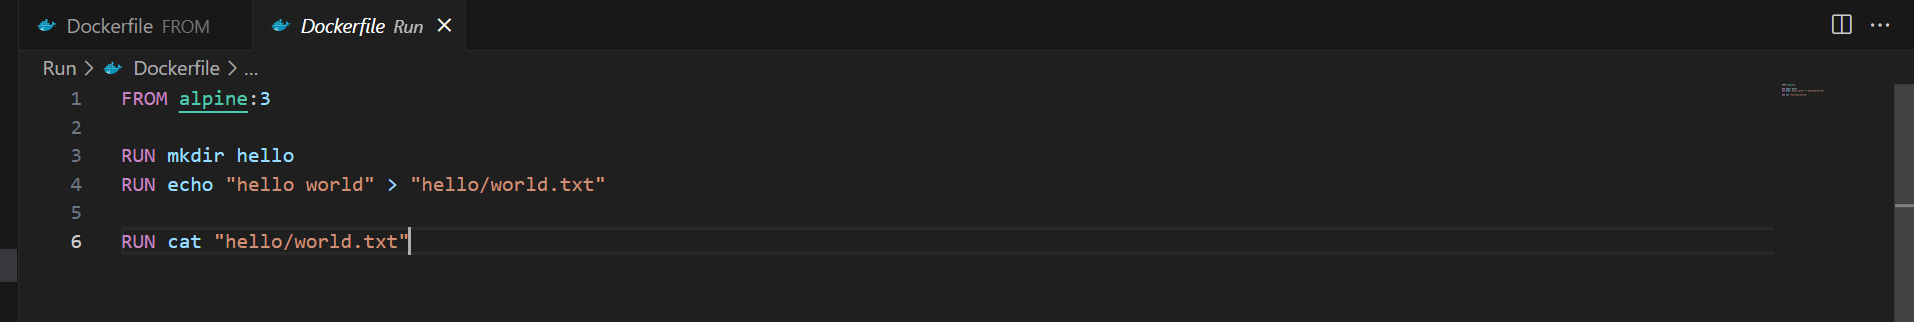 Dockerfile FROM Dockerfile Run
Run > Dockerfile > ...
1 FROM alpine:3
2
3 RUN mkdir hello
4 RUN echo "hello world" > "hello/world.txt"
5
6 RUN cat "hello/world.txt"